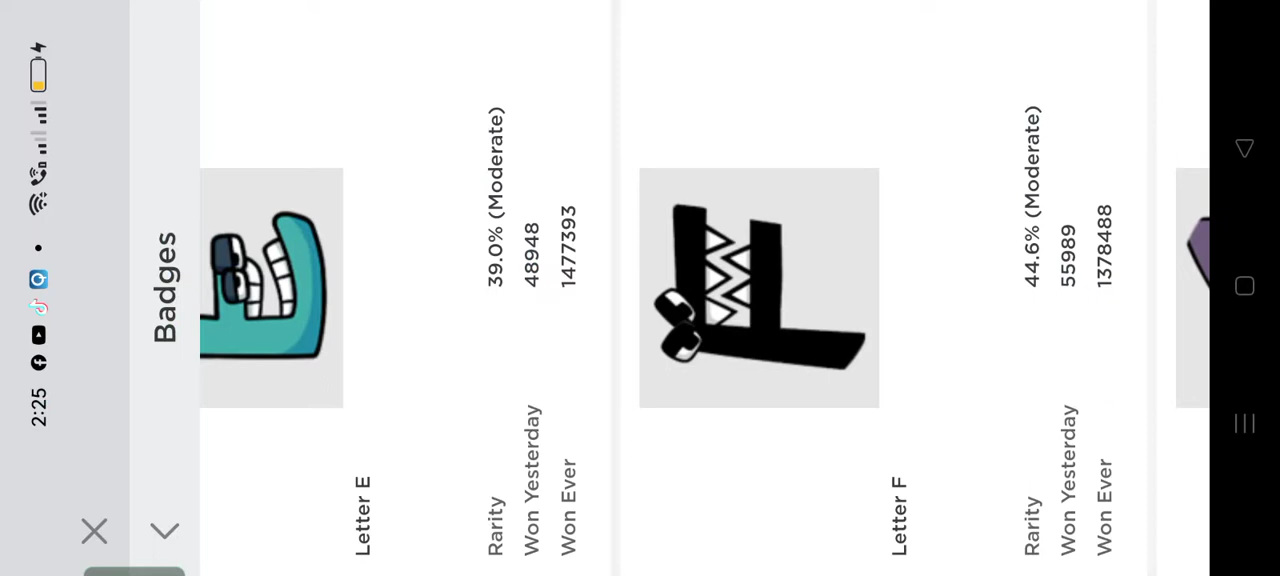 2:25
Badges
Letter E
Rarity 39.0% (Moderate)
Won Yesterday 48948
Won Ever 1477393
Letter F
Rarity 44.6% (Moderate)
Won Yesterday 55989
Won Ever 1378488